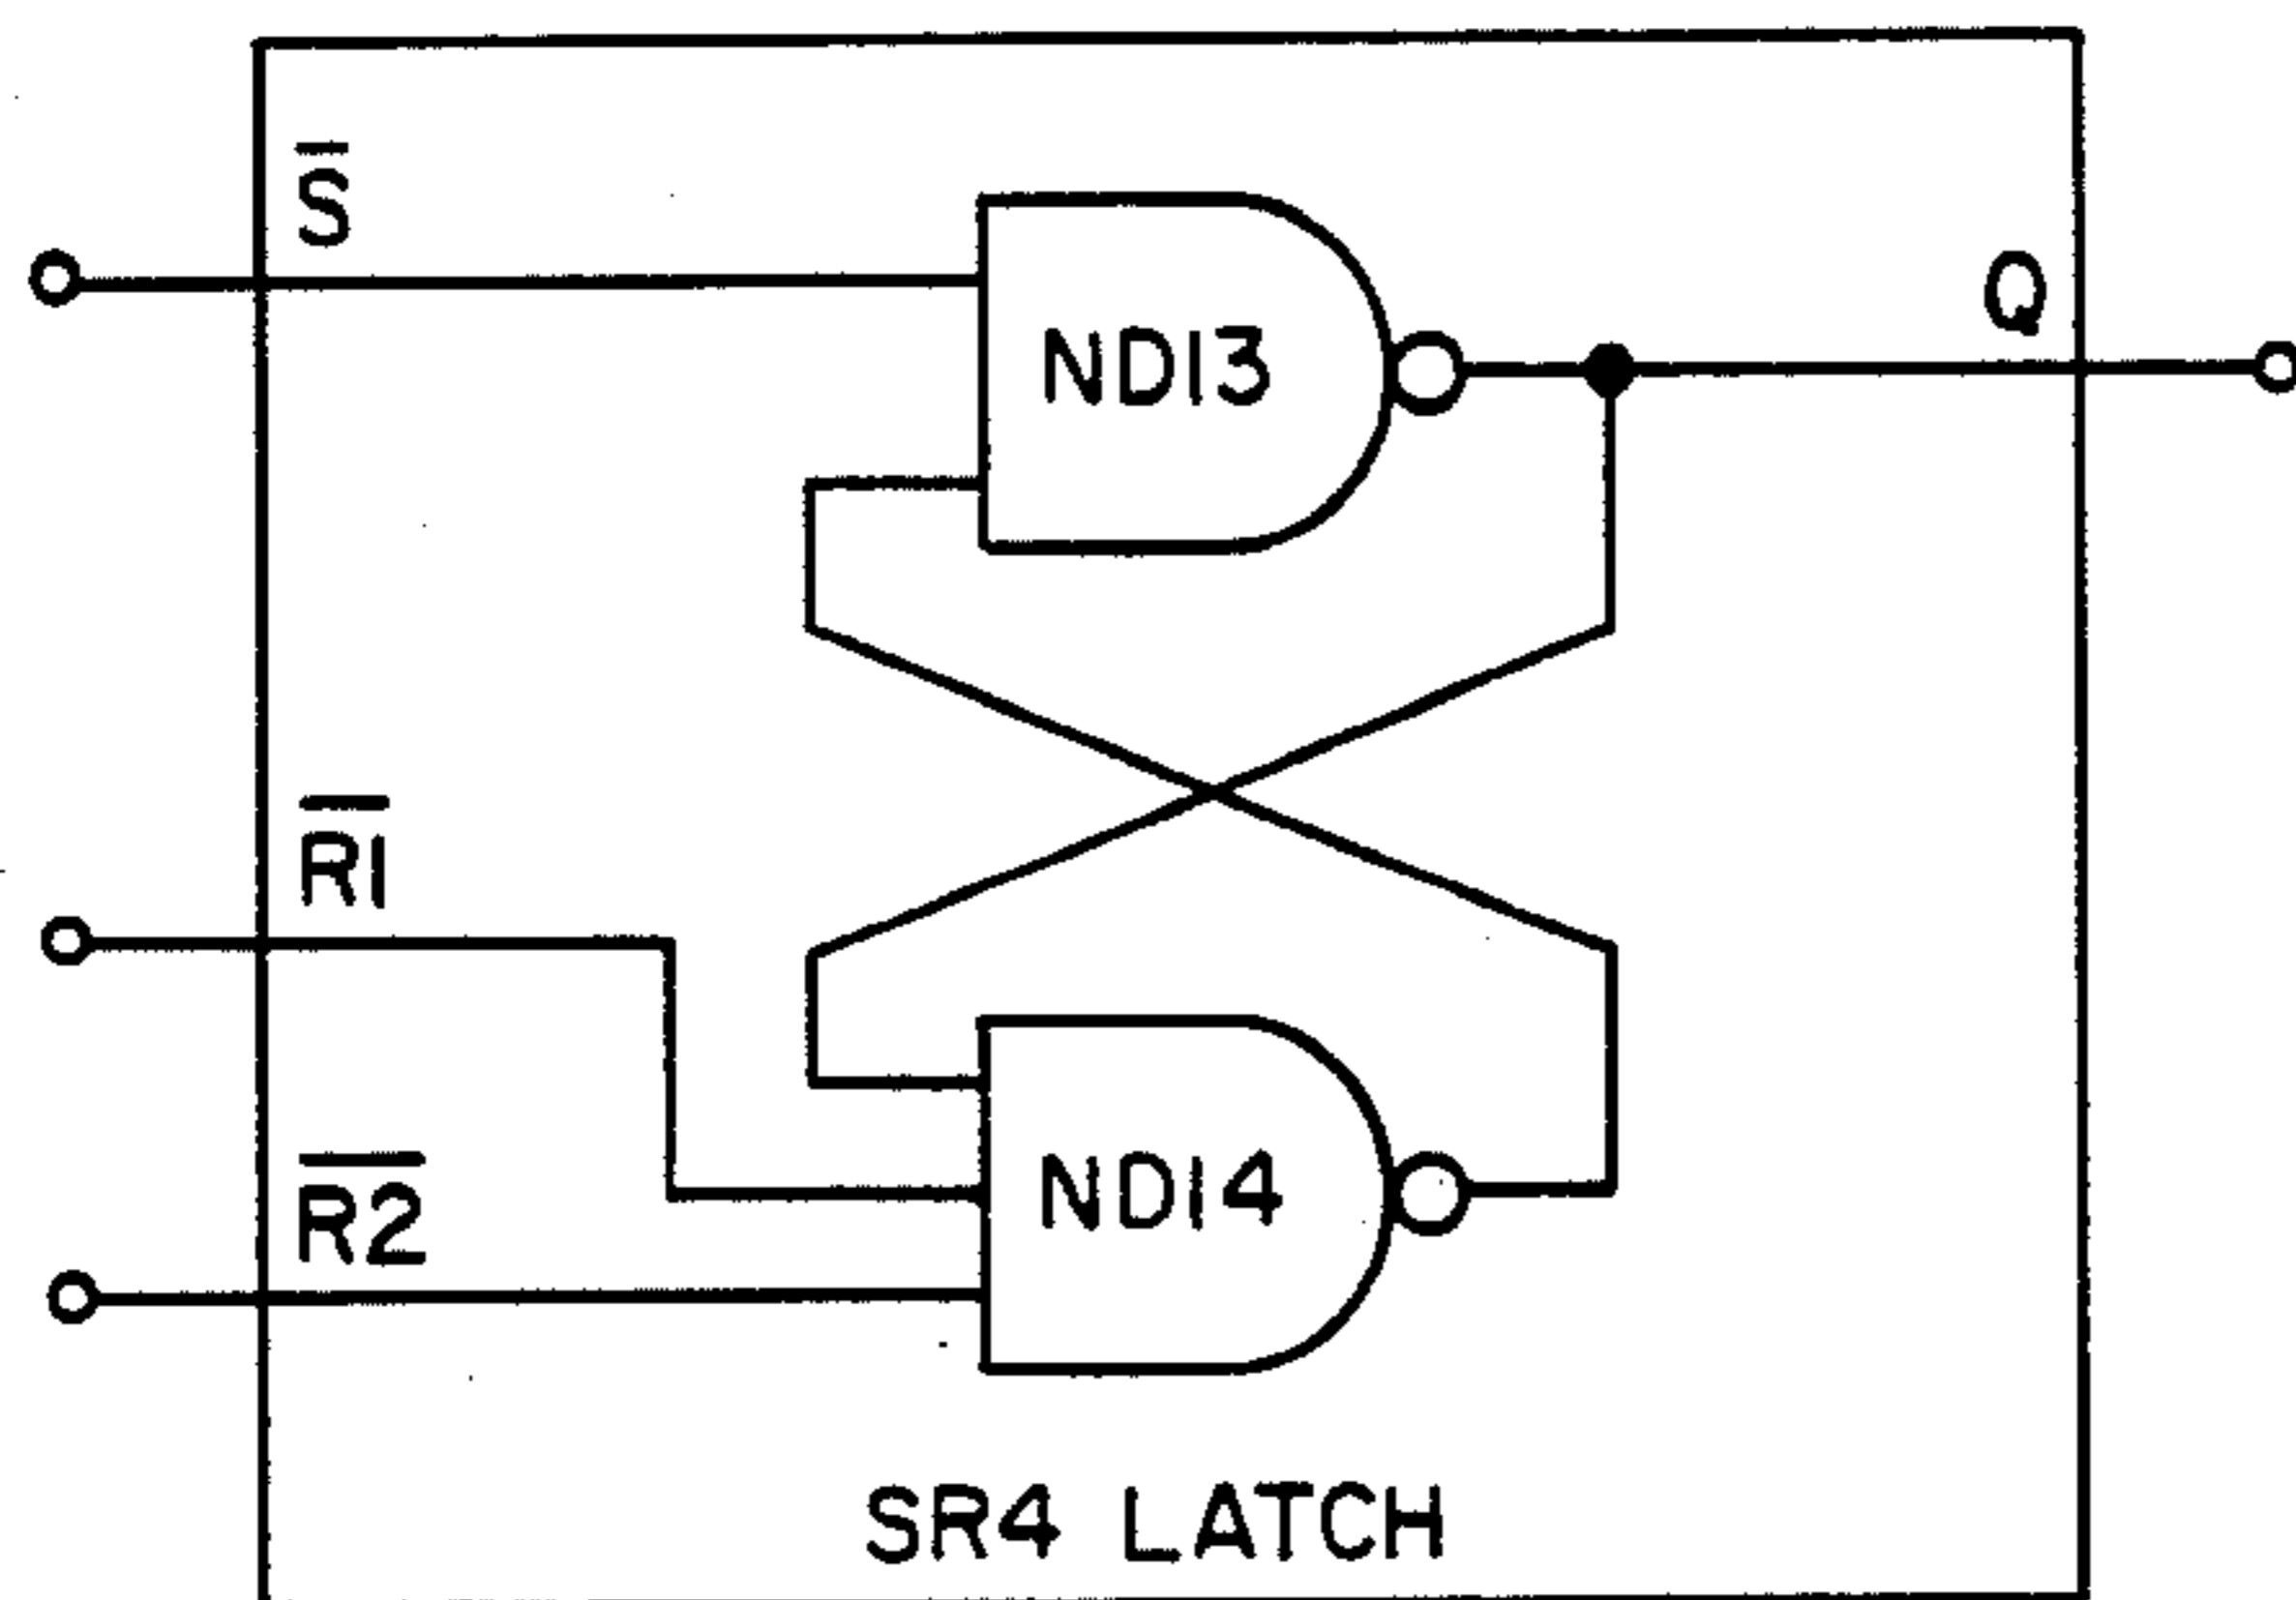 S̅
ND13
Q
R̅1̅
R̅2̅
ND14
SR4 LATCH